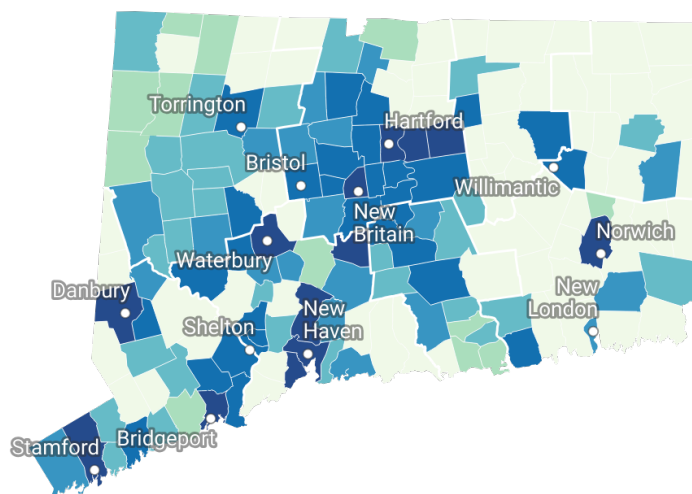 Torrington
Hartford
Bristol
Willimantic
New
Britain
Norwich
Waterbury
Danbury
New
London
New
Haven
Shelton
Bridgeport
Stamford